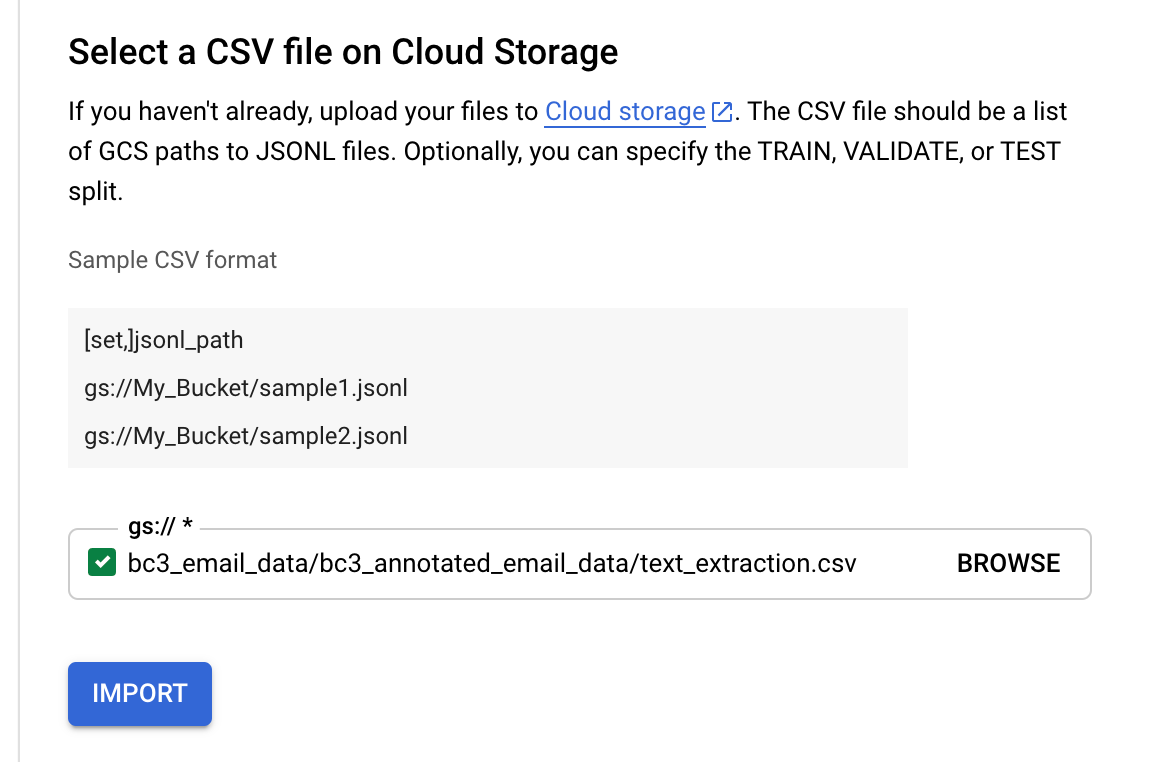 Select a CSV file on Cloud Storage
If you haven't already, upload your files to Cloud storage. The CSV file should be a list
of GCS paths to JSONL files. Optionally, you can specify the TRAIN, VALIDATE, or TEST
split.
Sample CSV format
[set,]jsonl_path
gs://My_Bucket/sample1.jsonl
gs://My_Bucket/sample2.jsonl
gs:// *
bc3_email_data/bc3_annotated_email_data/text_extraction.csv BROWSE
IMPORT